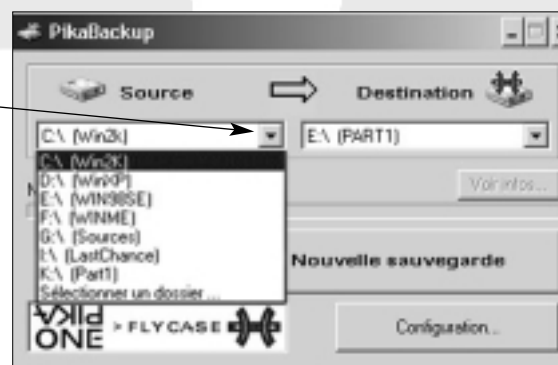 PikaBackup
Source
Destination
C:\ (Win2k)
E:\ (PART1)
C:\ (Win2K)
D:\ (WinXP)
E:\ (WIN98SE)
F:\ (WINME)
G:\ (Sources)
I:\ (LastChance)
K:\ (Part1)
Sélectionner un dossier ...
Voir infos...
Nouvelle sauvegarde
PIKA
ONE
> FLYCASE
Configuration...